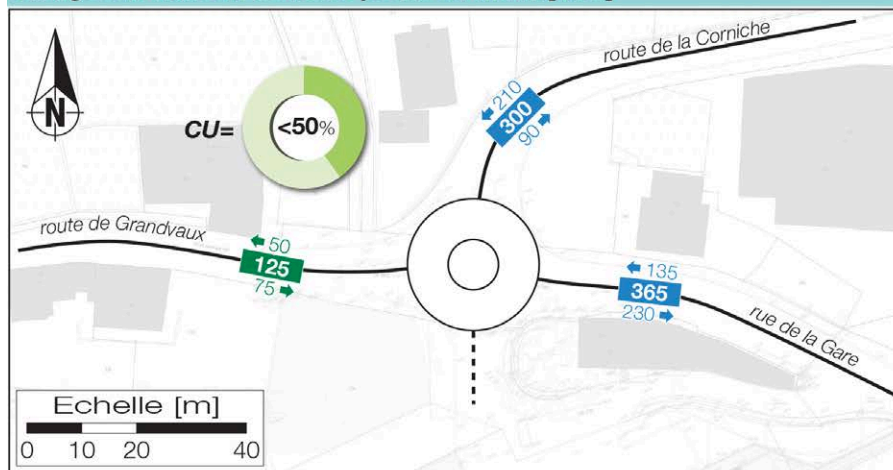 route de la Corniche
N
CU=
<50%
210
300
90
route de Grandvaux
50
125
75
135
365
230
rue de la Gare
Echelle [m]
0 10 20 40